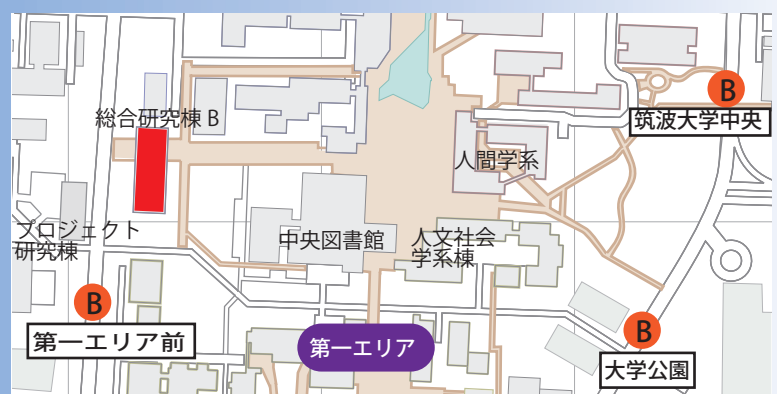 B
筑波大学中央
総合研究棟 B
人間学系
プロジェクト
研究棟
中央図書館
人文社会
学系棟
B
第一エリア前
第一エリア
B
大学公園